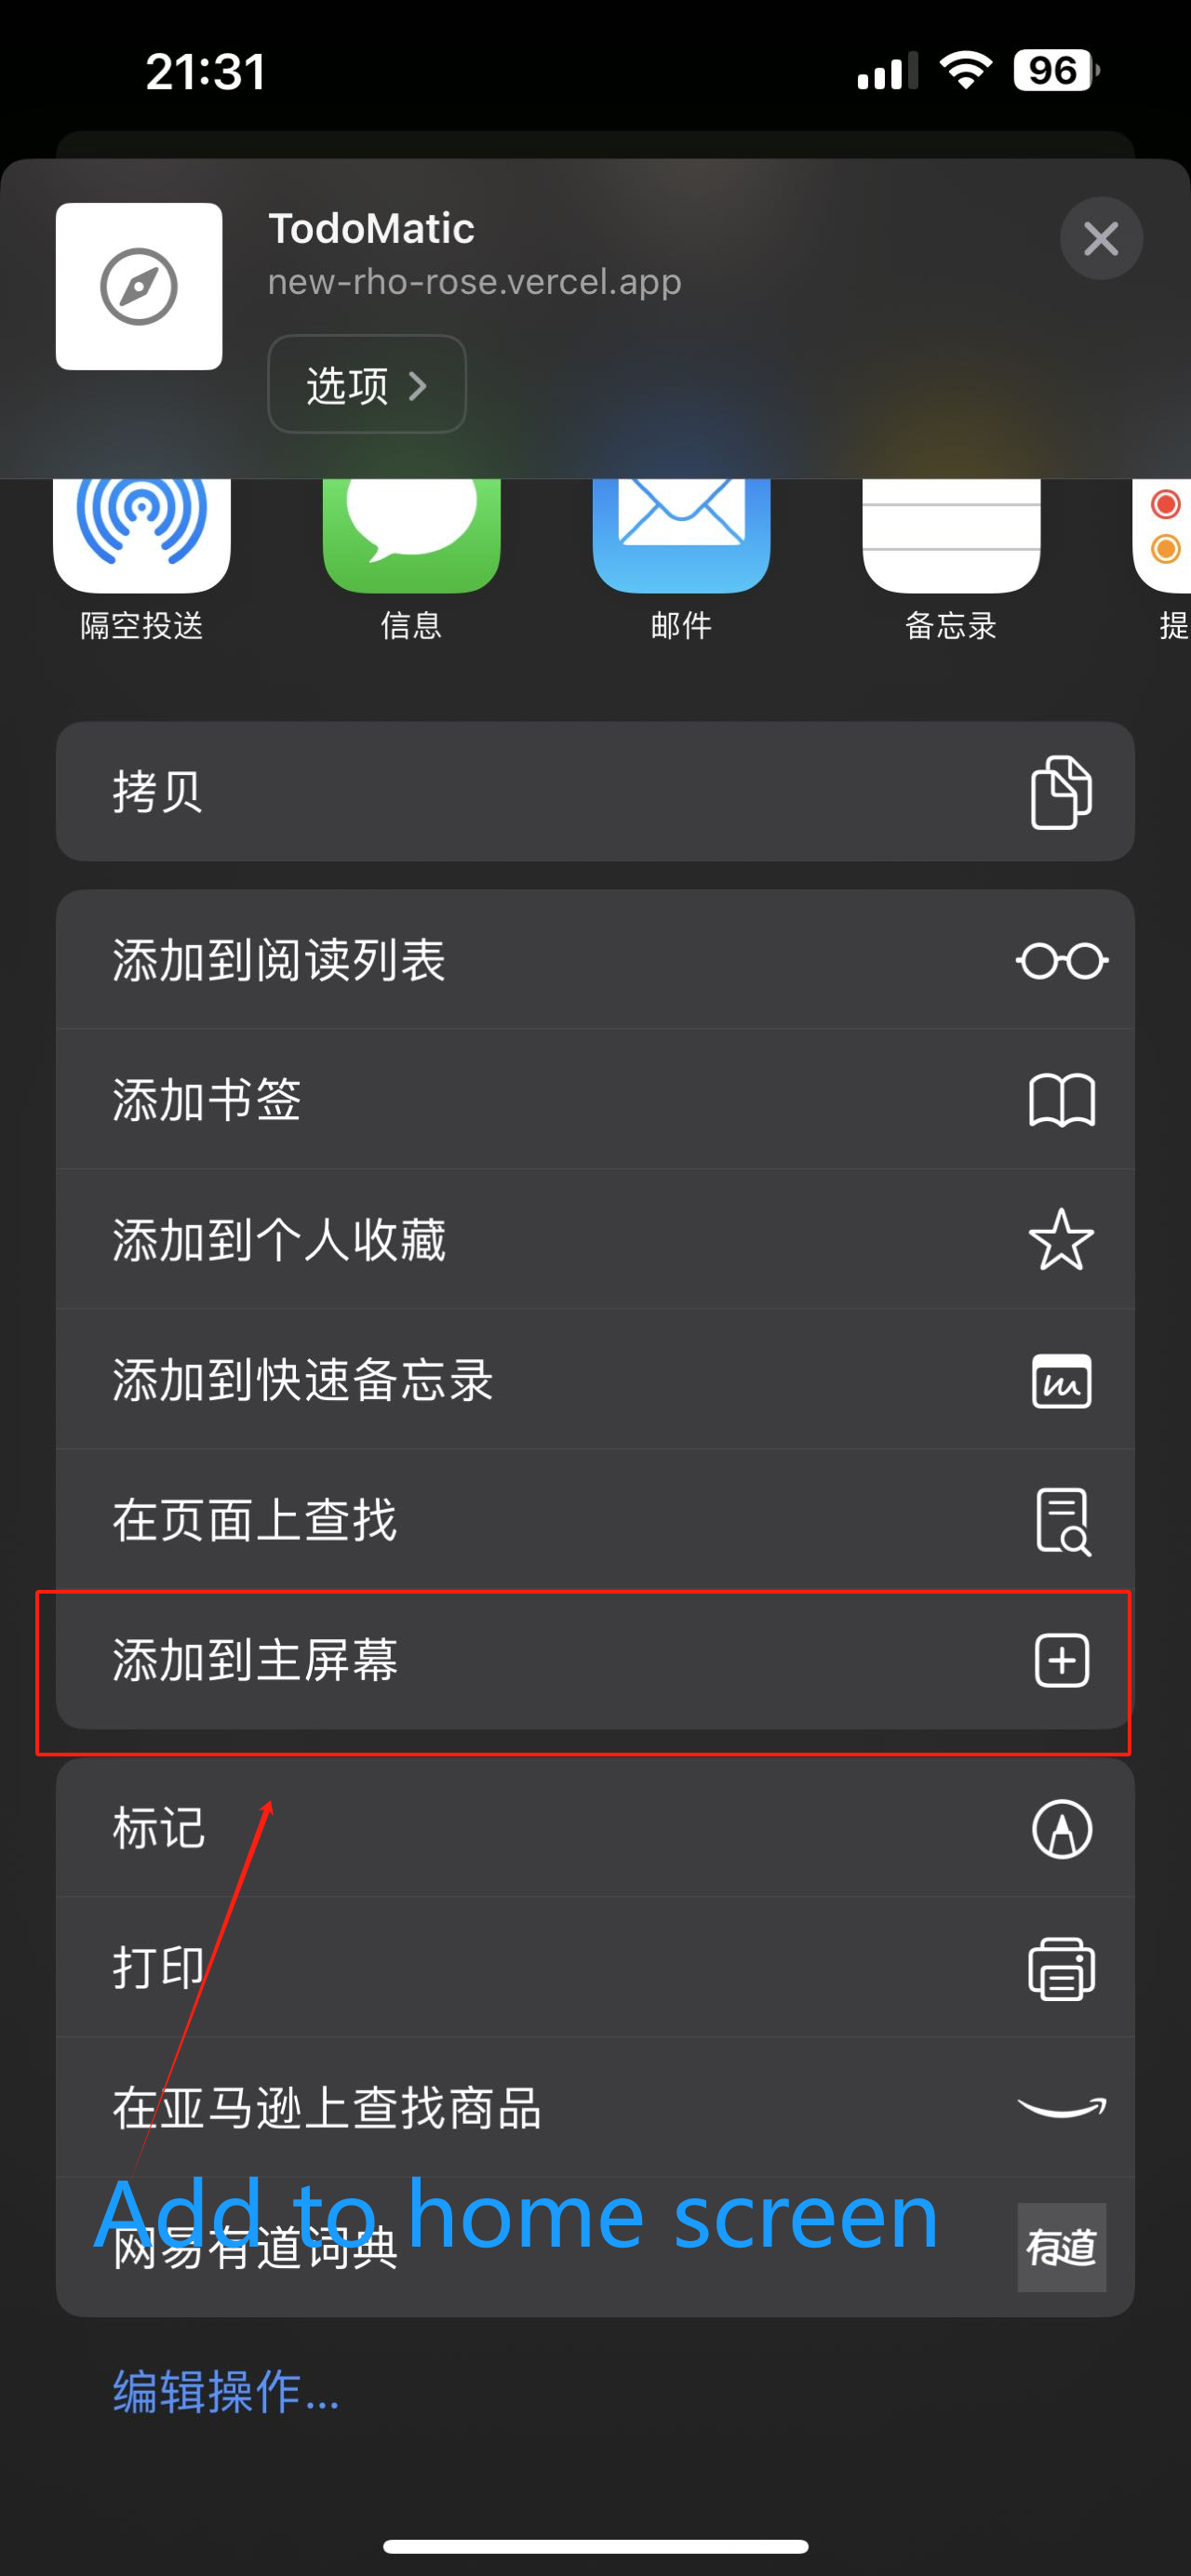 21:31
96
TodoMatic
new-rho-rose.vercel.app
选项
隔空投送
信息
邮件
备忘录
提
拷贝
添加到阅读列表
添加书签
添加到个人收藏
添加到快速备忘录
在页面上查找
添加到主屏幕
标记
打印
在亚马逊上查找商品
Add to home screen
网易有道词典
有道
编辑操作...